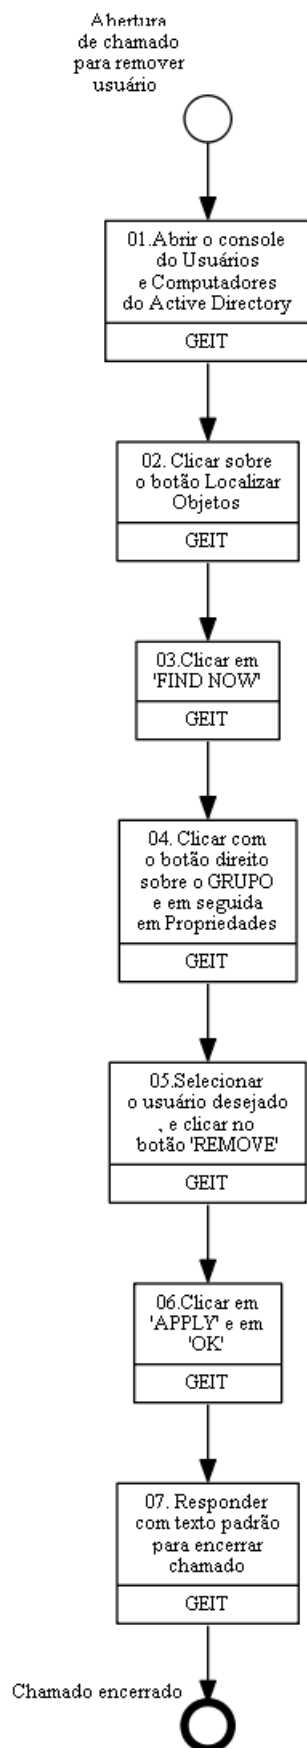 Abertura
de chamado
para remover
usuário
01.Abrir o console
do Usuários
e Computadores
do Active Directory
GEIT
02. Clicar sobre
o botão Localizar
Objetos
GEIT
03.Clicar em
'FIND NOW'
GEIT
04. Clicar com
o botão direito
sobre o GRUPO
e em seguida
em Propriedades
GEIT
05.Selecionar
o usuário desejado
, e clicar no
botão 'REMOVE'
GEIT
06.Clicar em
'APPLY' e em
'OK'
GEIT
07. Responder
com texto padrão
para encerrar
chamado
GEIT
Chamado encerrado